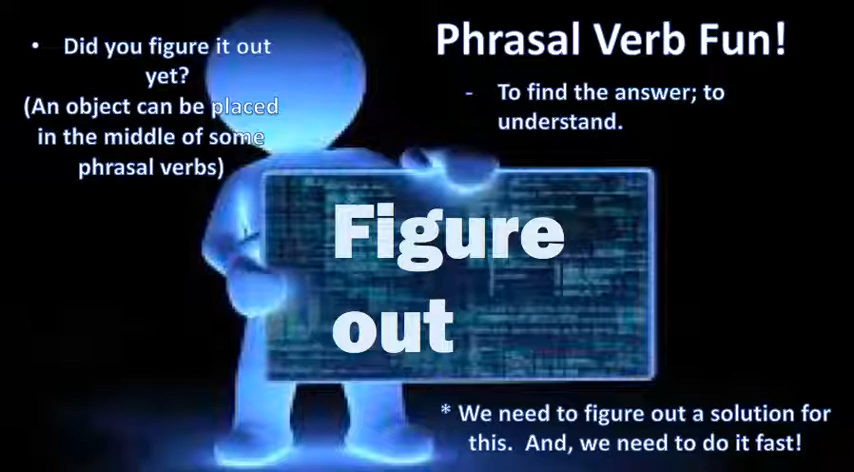 Phrasal Verb Fun!
- To find the answer; to
understand.
• Did you figure it out
yet?
(An object can be placed
in the middle of some
phrasal verbs)
Figure
out
* We need to figure out a solution for
this. And, we need to do it fast!